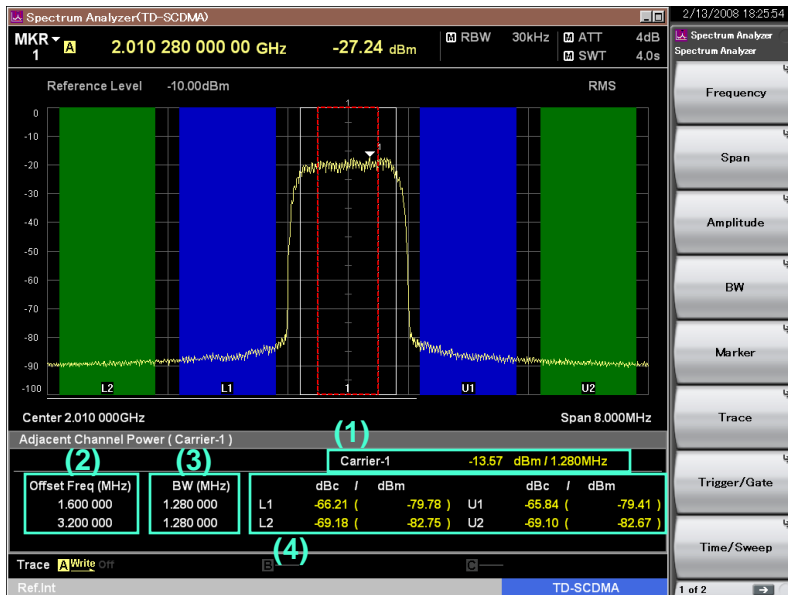 Spectrum Analyzer(TD-SCDMA)
2/13/2008 18:25:54
MKR 1 A 2.010 280 000 00 GHz -27.24 dBm
M RBW 30kHz M ATT 4dB
M SWT 4.0s
Spectrum Analyzer
Spectrum Analyzer
Frequency
Span
Amplitude
BW
Marker
Trace
Trigger/Gate
Time/Sweep
1 of 2
Reference Level -10.00dBm RMS
1
0
-10
1
-20
-30
-40
-50
-60
-70
-80
-90
-100
L2 L1 1 U1 U2
Center 2.010 000GHz Span 8.000MHz
Adjacent Channel Power ( Carrier-1 )
(1)
Carrier-1 -13.57 dBm / 1.280MHz
(2) (3)
Offset Freq (MHz) BW (MHz) dBc / dBm dBc / dBm
1.600 000 1.280 000 L1 -66.21 ( -79.78 ) U1 -65.84 ( -79.41 )
3.200 000 1.280 000 L2 -69.18 ( -82.75 ) U2 -69.10 ( -82.67 )
(4)
Trace A Write Off B C
Ref.Int TD-SCDMA